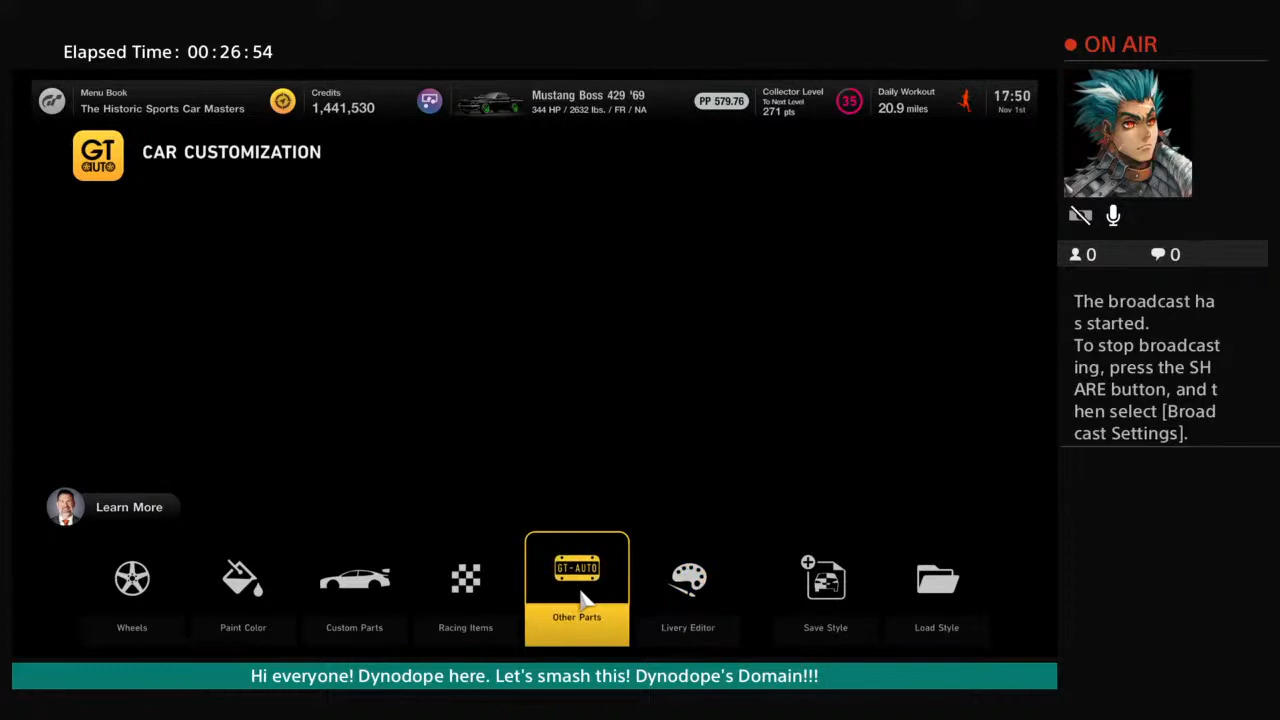 Elapsed Time: 00:26:54
ON AIR
Menu Book
The Historic Sports Car Masters
Credits
1,441,530
Mustang Boss 429 '69
344 HP / 2632 lbs. / FR / NA
PP 579.76
Collector Level
To Next Level
271 pts
35
Daily Workout
20.9 miles
17:50
Nov 1st
GT AUTO
CAR CUSTOMIZATION
0
0
The broadcast ha
s started.
To stop broadcast
ing, press the SH
ARE button, and t
hen select [Broad
cast Settings].
Learn More
GT-AUTO
Wheels
Paint Color
Custom Parts
Racing Items
Other Parts
Livery Editor
Save Style
Load Style
Hi everyone! Dynodope here. Let's smash this! Dynodope's Domain!!!